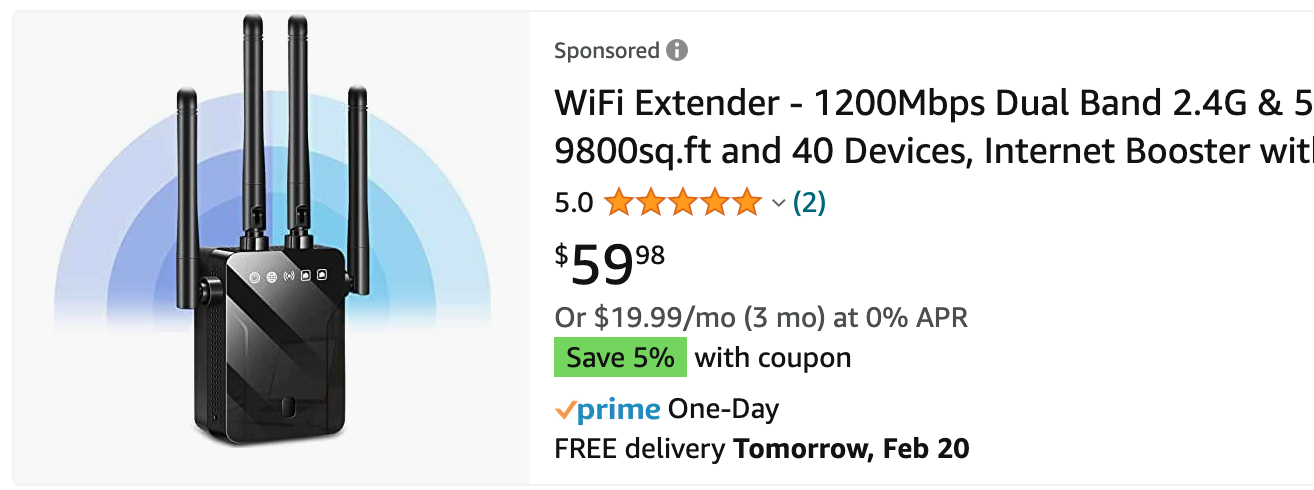 Sponsored
WiFi Extender - 1200Mbps Dual Band 2.4G & 5
9800sq.ft and 40 Devices, Internet Booster wit
5.0 (2)
$59.98
Or $19.99/mo (3 mo) at 0% APR
Save 5% with coupon
prime One-Day
FREE delivery Tomorrow, Feb 20